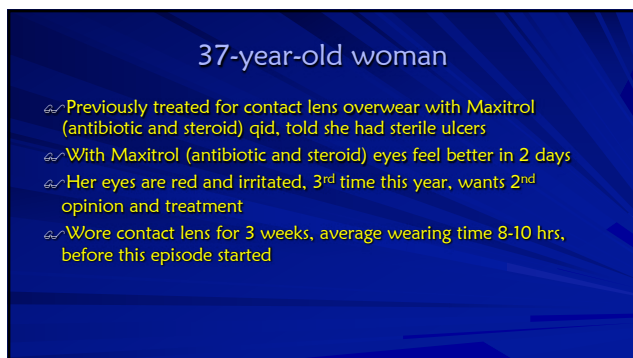 37-year-old woman
Previously treated for contact lens overwear with Maxitrol
(antibiotic and steroid) qid, told she had sterile ulcers
With Maxitrol (antibiotic and steroid) eyes feel better in 2 days
Her eyes are red and irritated, 3rd time this year, wants 2nd
opinion and treatment
Wore contact lens for 3 weeks, average wearing time 8-10 hrs,
before this episode started